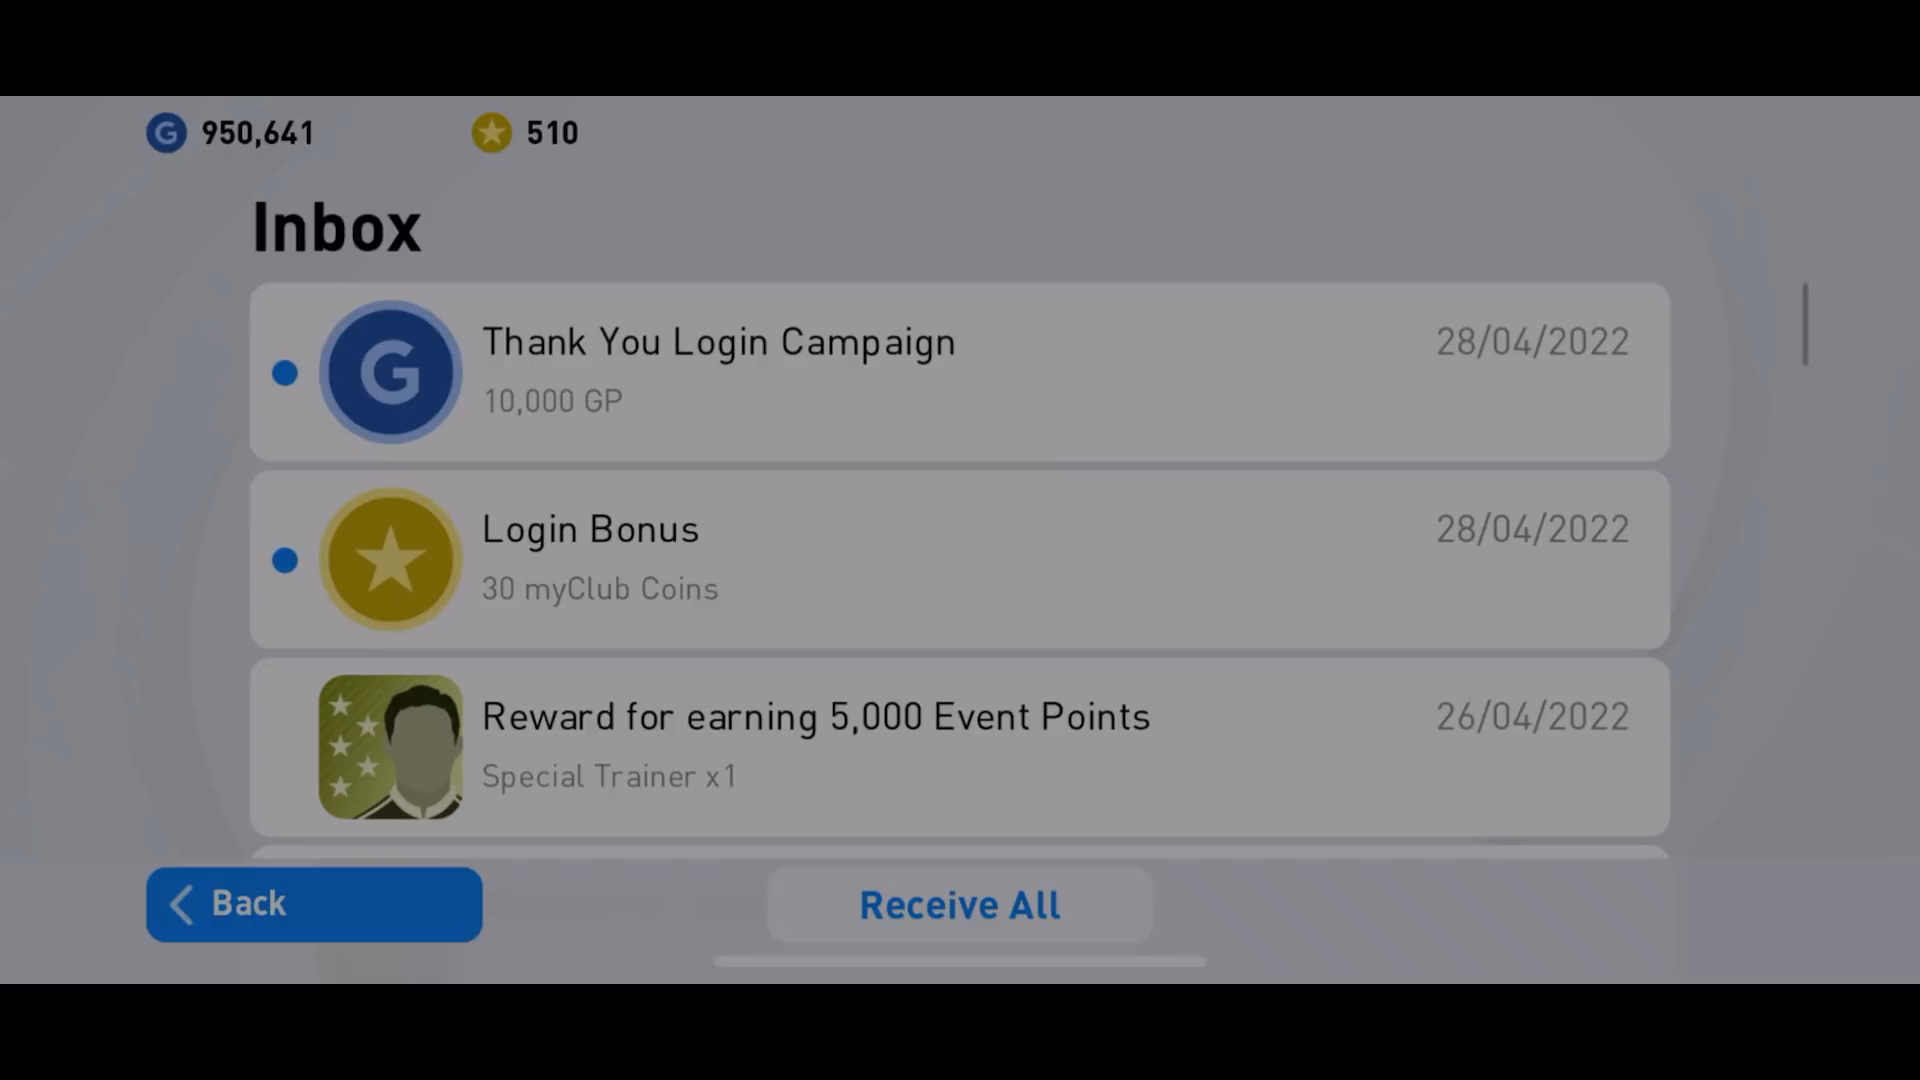 G 950,641 510
Inbox
G
Thank You Login Campaign 28/04/2022
10,000 GP
Login Bonus 28/04/2022
30 myClub Coins
Reward for earning 5,000 Event Points 26/04/2022
Special Trainer x1
Back Receive All